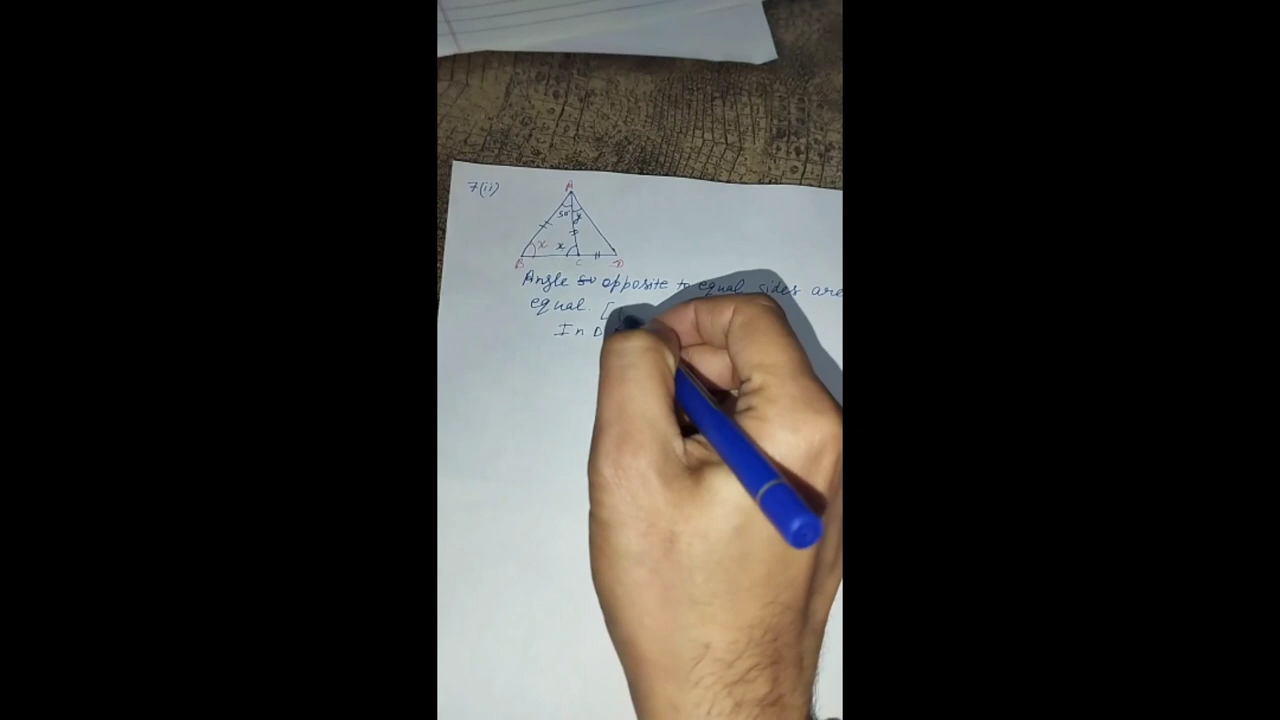 7(ii)
A
50° y
x x
B C D
Angle so opposite to equal sides are
equal. [
In Δ